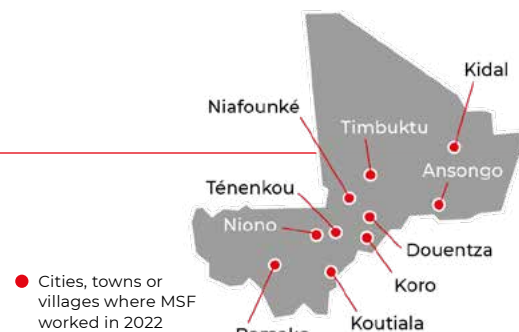 Kidal
Niafounké
Timbuktu
Ansongo
Ténenkou
Niono
Douentza
Koro
Cities, towns or
villages where MSF
worked in 2022
Koutiala